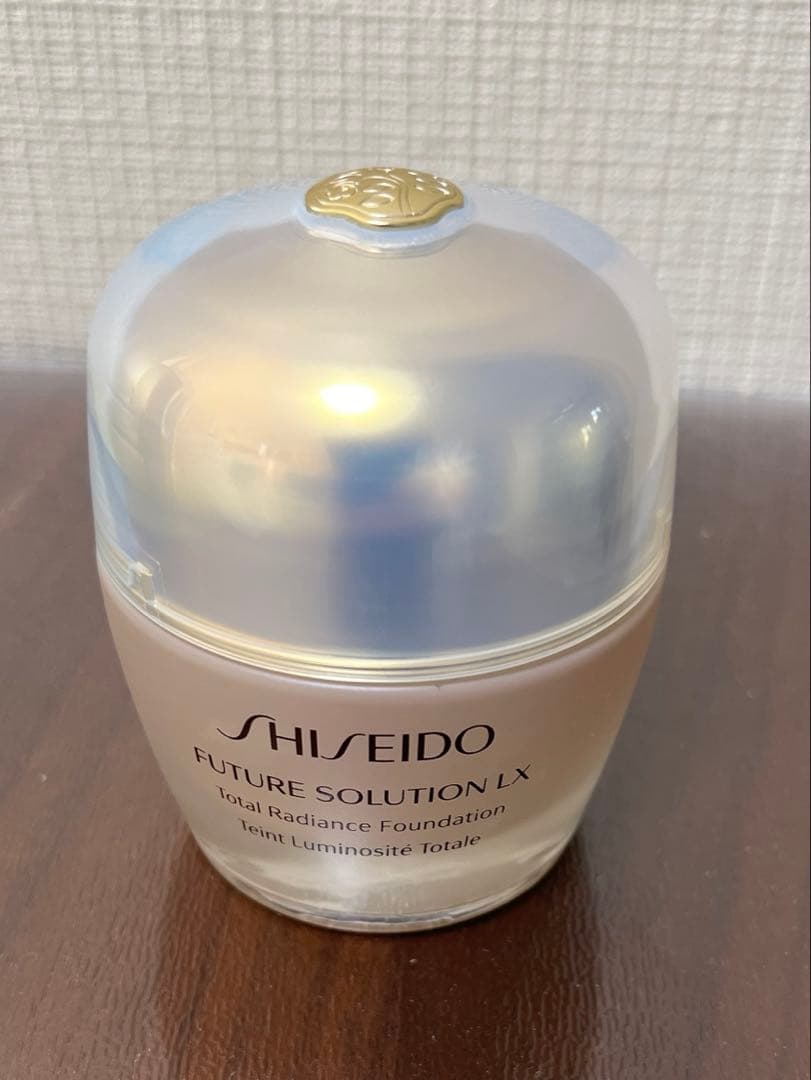 SHISEIDO
FUTURE SOLUTION LX
Total Radiance Foundation
Teint Luminosité Totale